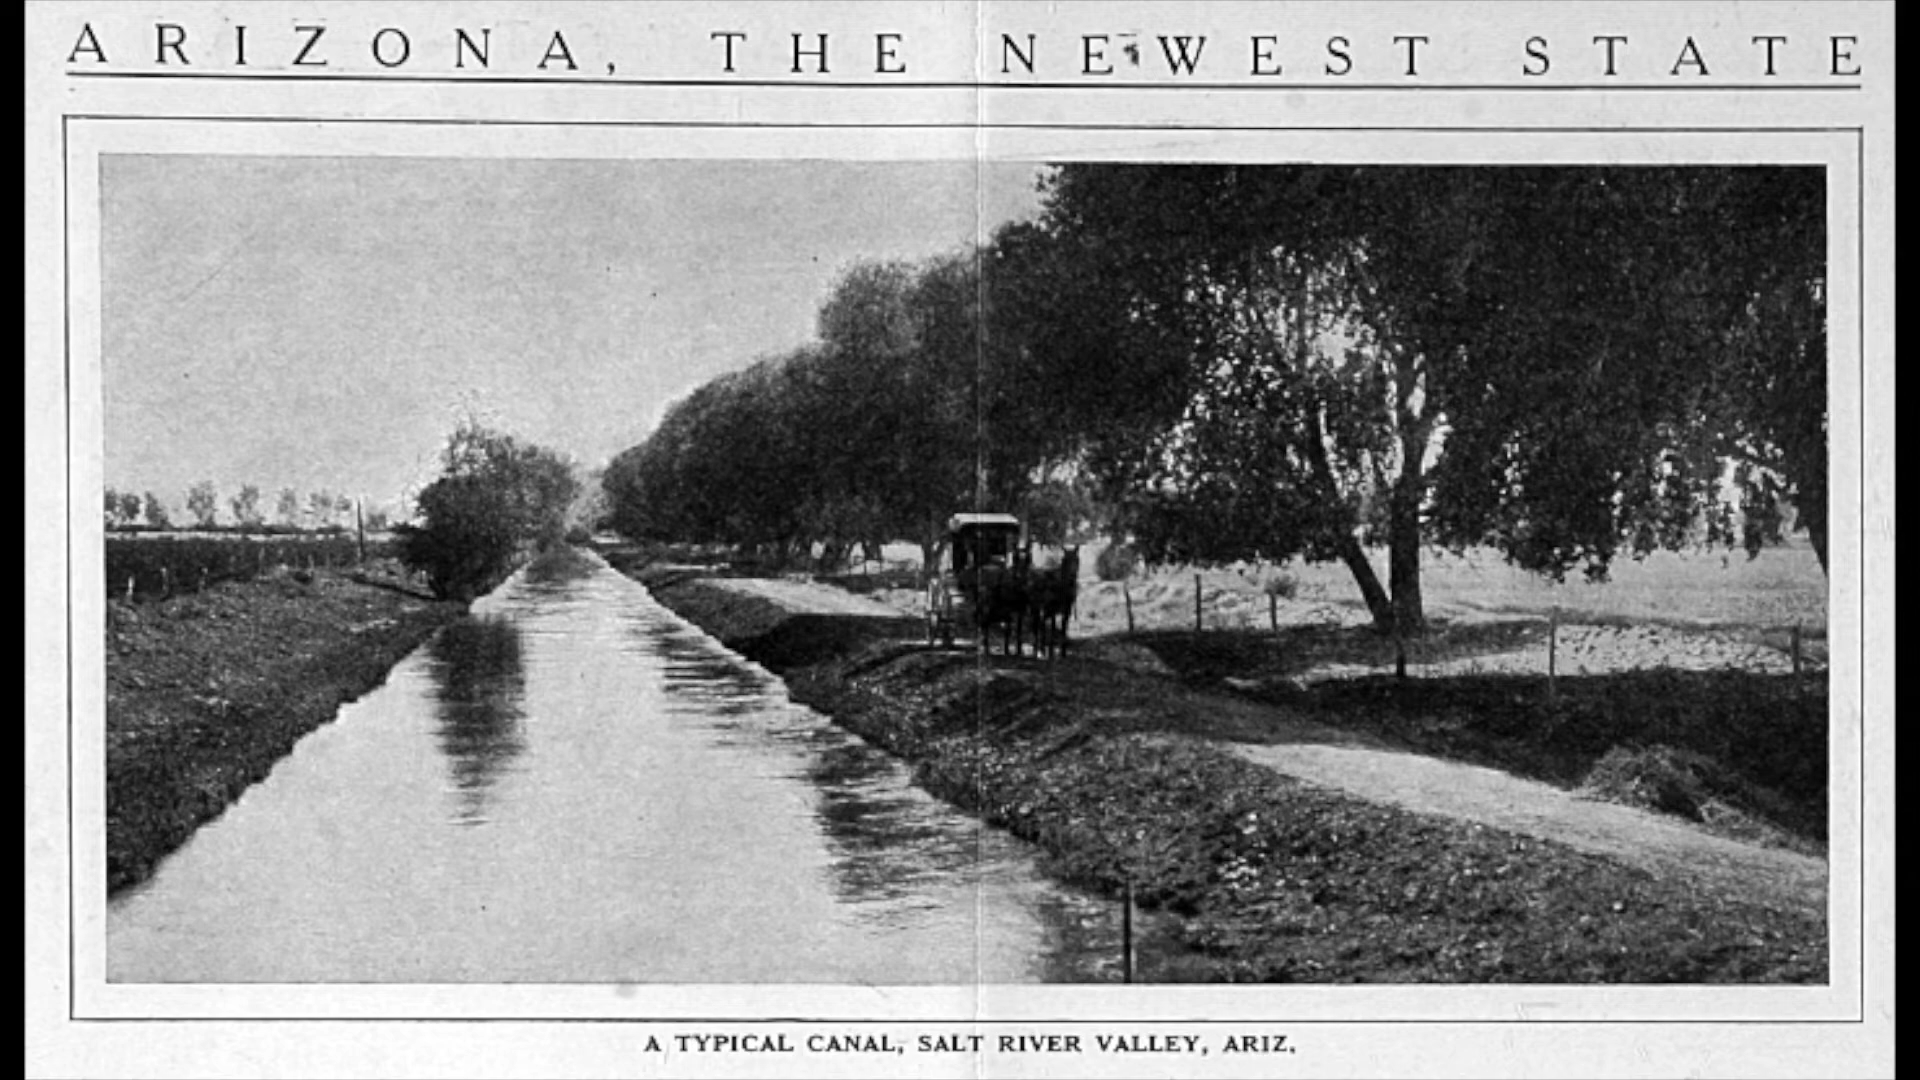 ARIZONA, THE NEWEST STATE
A TYPICAL CANAL, SALT RIVER VALLEY, ARIZ.